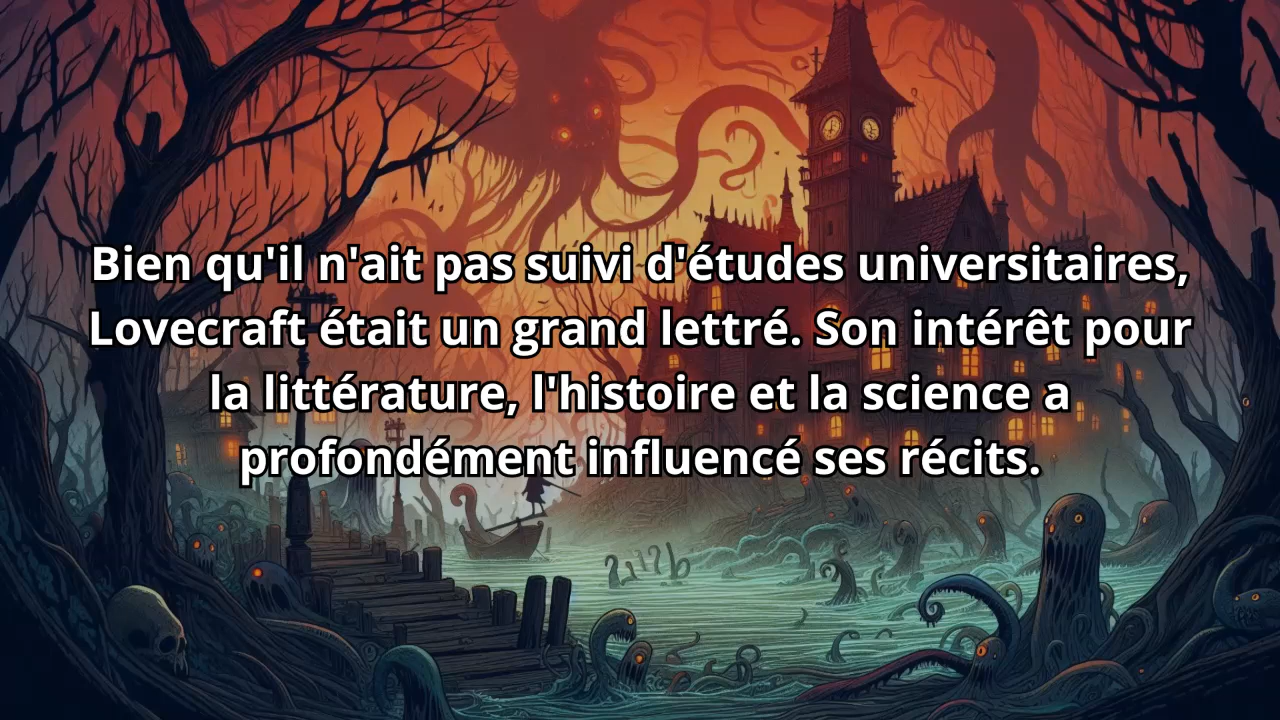 Bien qu'il n'ait pas suivi d'études universitaires,
Lovecraft était un grand lettré. Son intérêt pour
la littérature, l'histoire et la science a
profondément influencé ses récits.